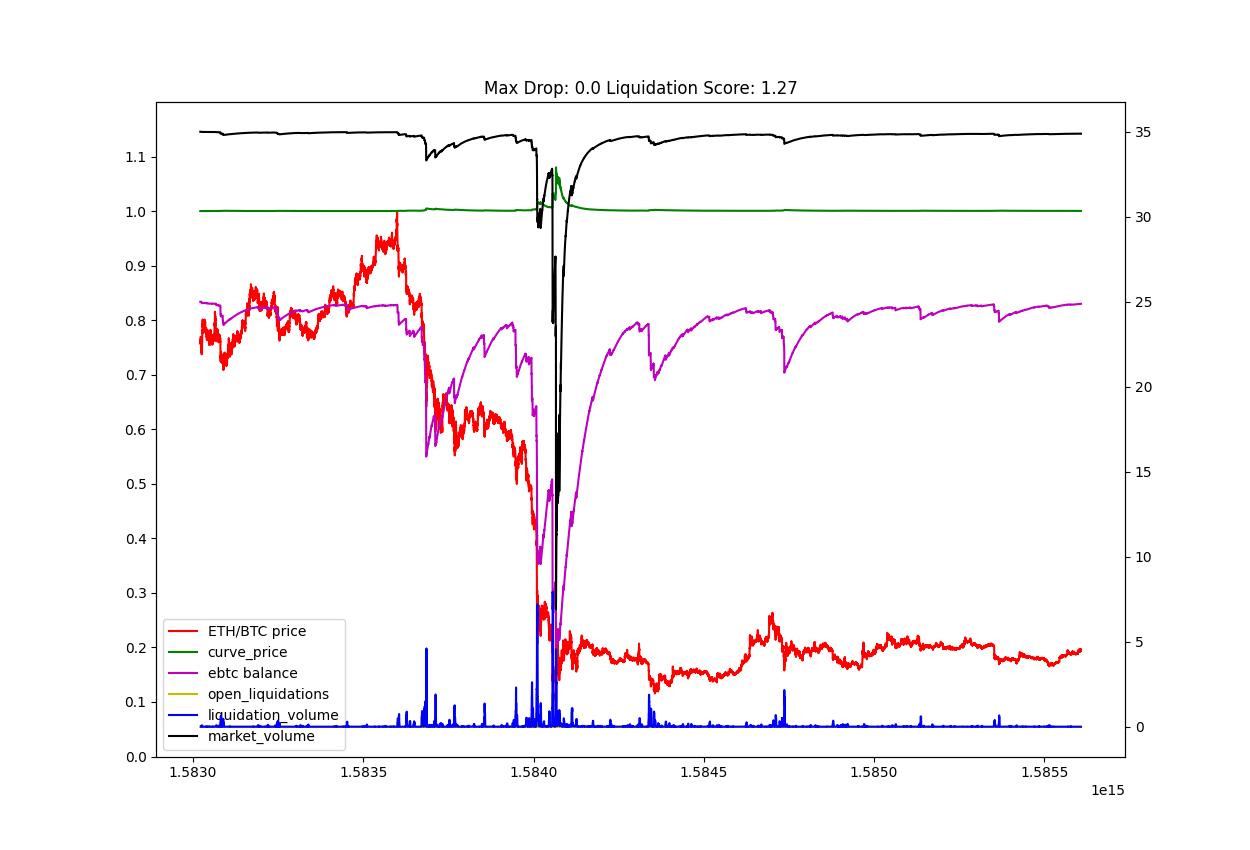 Max Drop: 0.0 Liquidation Score: 1.27
1.1
1.0
0.9
0.8
0.7
0.6
0.5
0.4
0.3
0.2
0.1
0.0
35
30
25
20
15
10
5
0
ETH/BTC price
curve_price
ebtc balance
open_liquidations
liquidation_volume
market_volume
1.5830 1.5835 1.5840 1.5845 1.5850 1.5855
1e15